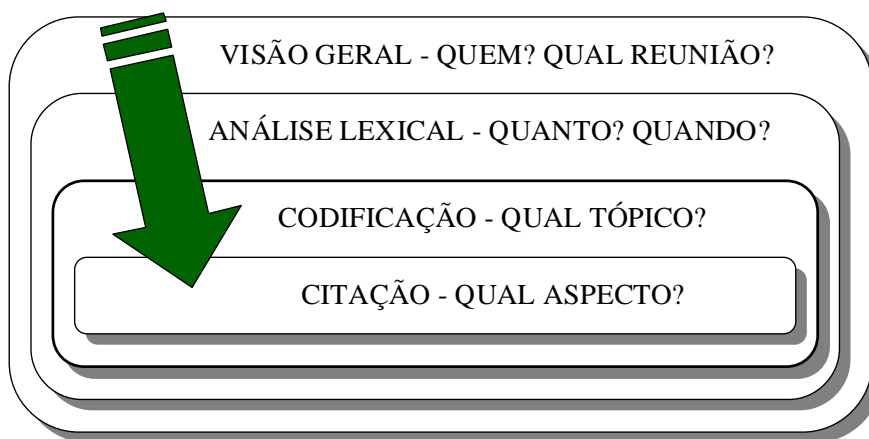 VISÃO GERAL - QUEM? QUAL REUNIÃO?
ANÁLISE LEXICAL - QUANTO? QUANDO?
CODIFICAÇÃO - QUAL TÓPICO?
CITAÇÃO - QUAL ASPECTO?